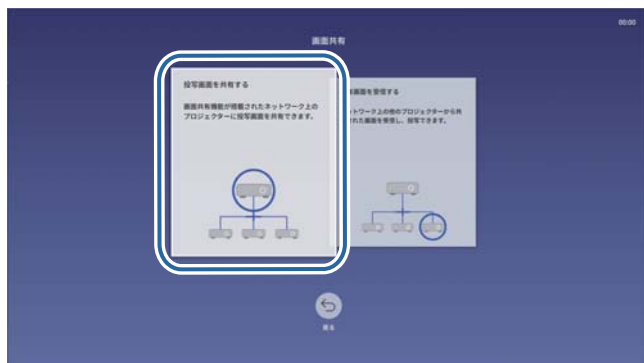 00:00
画面共有
投写画面を共有する
画面共有機能が搭載されたネットワーク上の
プロジェクターに投写画面を共有できます。
画面を受信する
トワーク上の他のプロジェクターから共
された画面を受信し、投写できます。
戻る